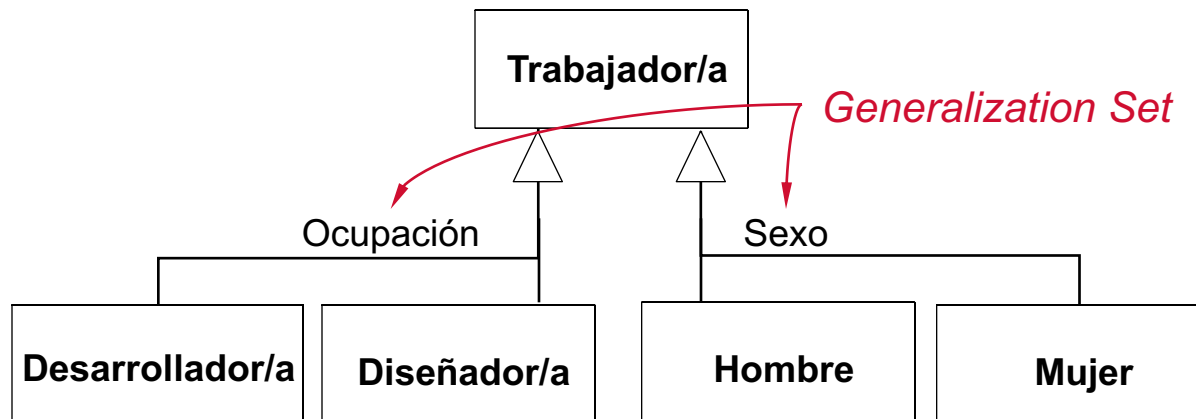 Trabajador/a
Generalization Set
Ocupación
Sexo
Desarrollador/a
Diseñador/a
Hombre
Mujer